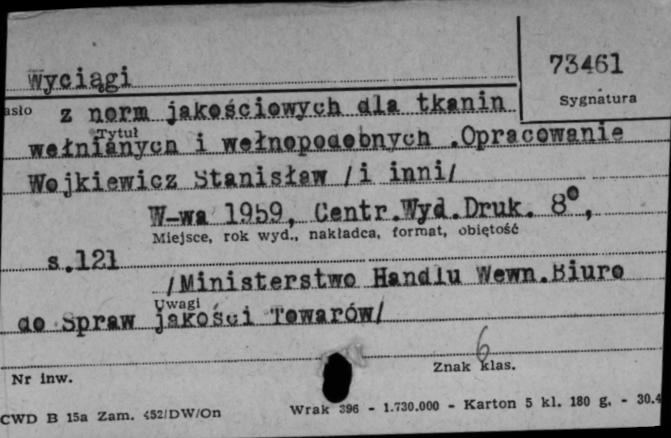 Wyciągi
73461
asło
z norm jakościowych dla tkanin
Sygnatura
Tytuł
wełnianych i wełnopodobnych .Opracowanie
Wojkiewicz Stanisław /i inni/
W-wa 1959, Centr.Wyd.Druk. 8°,
Miejsce, rok wyd., nakładca, format, objętość
s.121
/Ministerstwo Handlu Wewn.Biuro
Uwagi
do Spraw jakości Towarów/
6
Nr inw.
Znak klas.
CWD B 15a Zam. 452/DW/On Wrak 396 - 1.730.000 - Karton 5 kl. 180 g. - 30.4